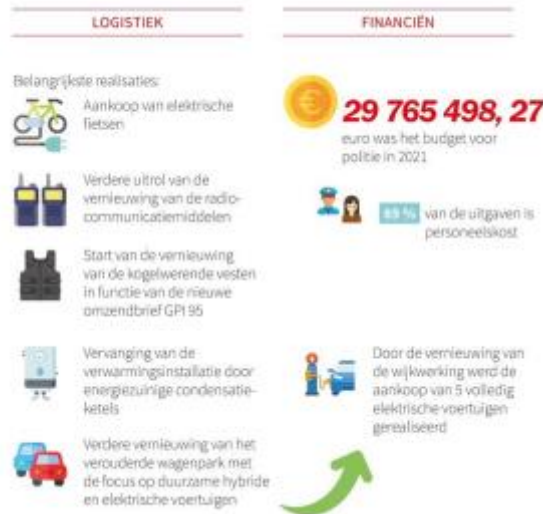 LOGISTIEK
Belangrijkste realisaties:
Aankoop van elektrische
fietsen
Verdere uitrol van de
vernieuwing van de radio-
communicatiemiddelen
Start van de vernieuwing
van de kogelwerende vesten
in functie van de nieuwe
omzendbrief GPI 95
Vervanging van de
verwarmingsinstallatie door
energiezuinige condensatie-
ketels
Verdere vernieuwing van het
verouderde wagenpark met
de focus op duurzame hybride
en elektrische voertuigen
FINANCIËN
29 765 498, 27
euro was het budget voor
politie in 2021
% van de uitgaven is
personeelskost
Door de vernieuwing van
de wijkwerking werd de
aankoop van 5 volledig
elektrische voertuigen
gerealiseerd